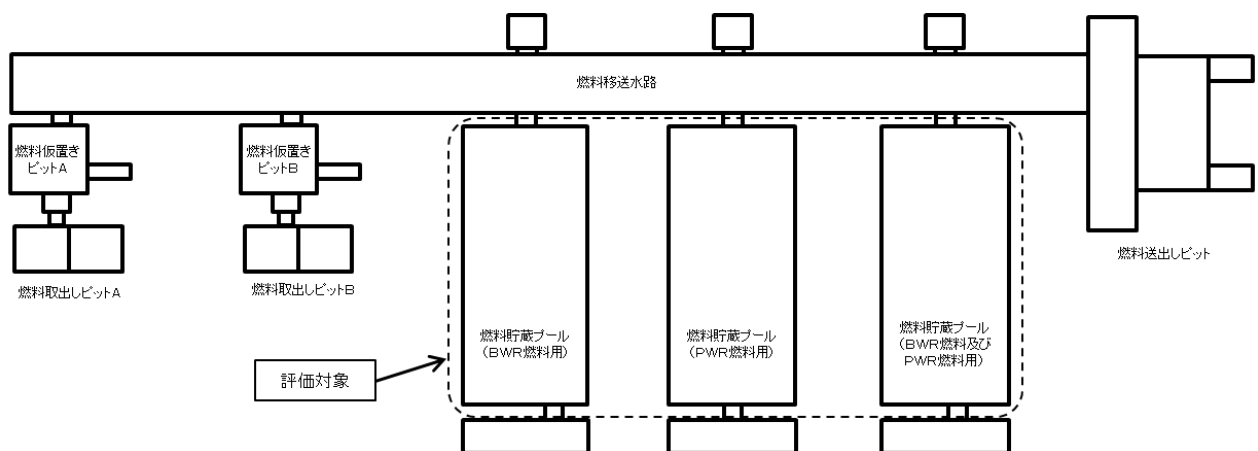 燃料移送水路
燃料仮置き
ピットA
燃料仮置き
ピットB
燃料取出しピットA
燃料取出しピットB
燃料貯蔵プール
（BWR燃料用）
燃料貯蔵プール
（PWR燃料用）
燃料貯蔵プール
（BWR燃料及び
PWR燃料用）
燃料送出しピット
評価対象